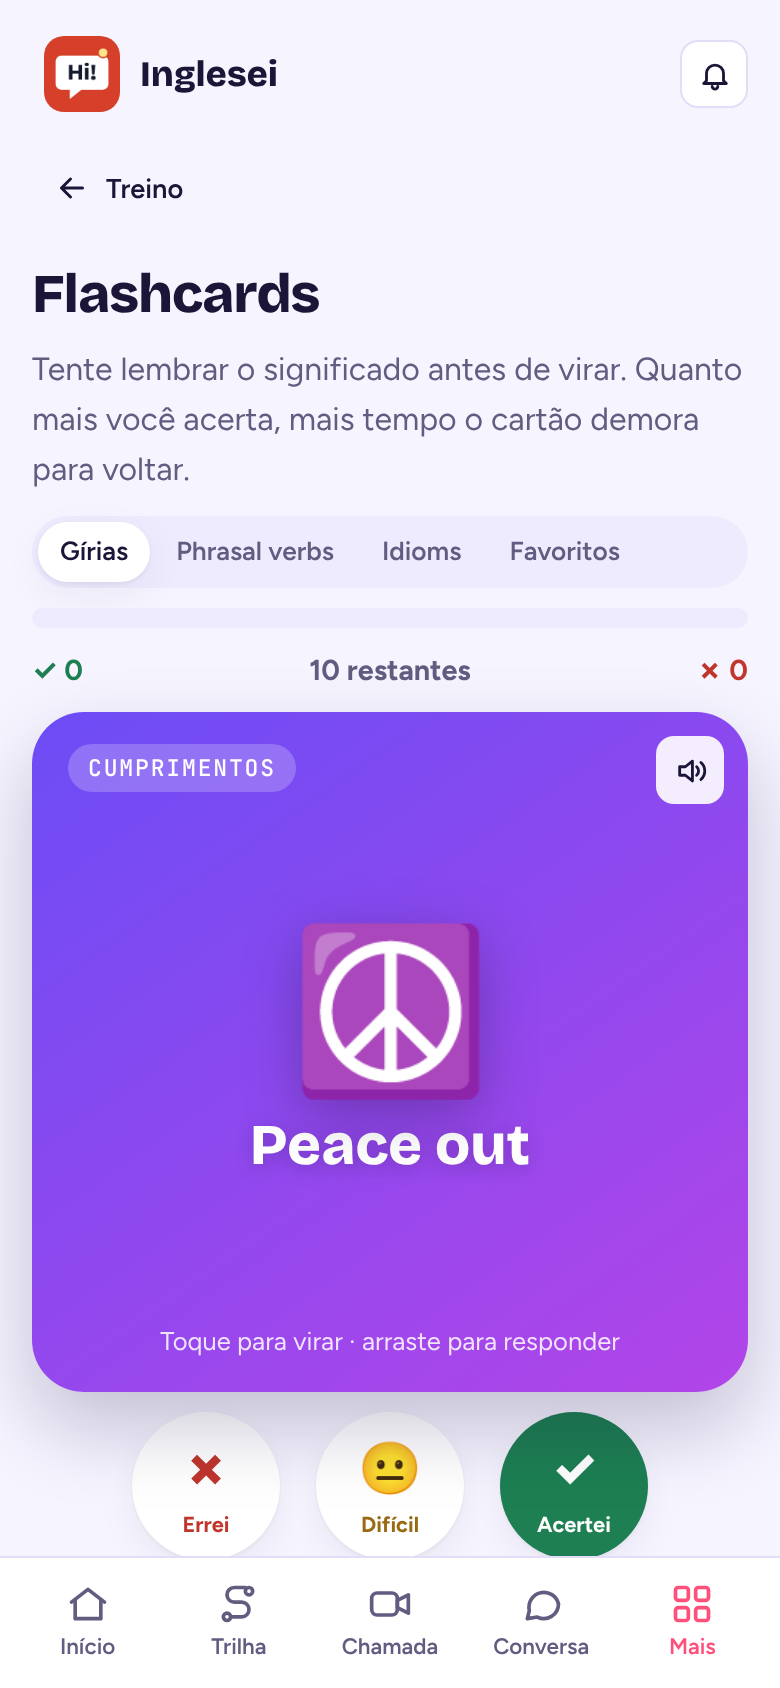 Hi!
Inglesei
Treino
Flashcards
Tente lembrar o significado antes de virar. Quanto
mais você acerta, mais tempo o cartão demora
para voltar.
Gírias Phrasal verbs Idioms Favoritos
0 10 restantes 0
CUMPRIMENTOS
Peace out
Toque para virar · arraste para responder
Errei Difícil Acertei
Início Trilha Chamada Conversa Mais